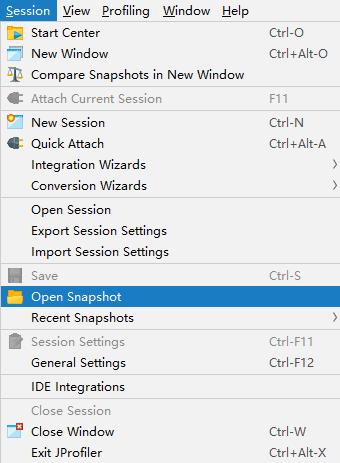 Session View Profiling Window Help
Start Center Ctrl-O
New Window Ctrl+Alt-O
Compare Snapshots in New Window
Attach Current Session F11
New Session Ctrl-N
Quick Attach Ctrl+Alt-A
Integration Wizards
Conversion Wizards
Open Session
Export Session Settings
Import Session Settings
Save Ctrl-S
Open Snapshot
Recent Snapshots
Session Settings Ctrl-F11
General Settings Ctrl-F12
IDE Integrations
Close Session
Close Window Ctrl-W
Exit JProfiler Ctrl+Alt-X